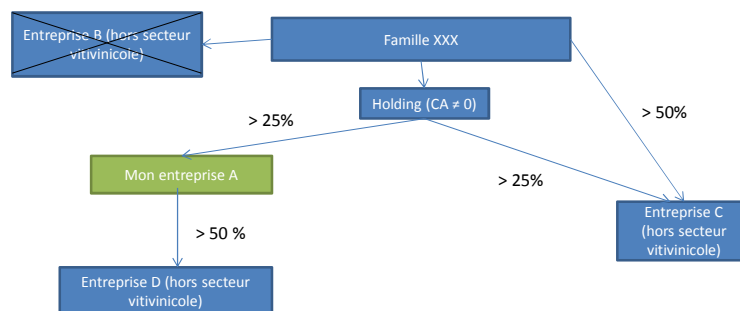 Entreprise B (hors secteur
vitivinicole)
Famille XXX
Holding (CA ≠ 0)
> 25%
> 50%
Mon entreprise A
> 25%
> 50 %
Entreprise C
(hors secteur
vitivinicole)
Entreprise D (hors secteur
vitivinicole)